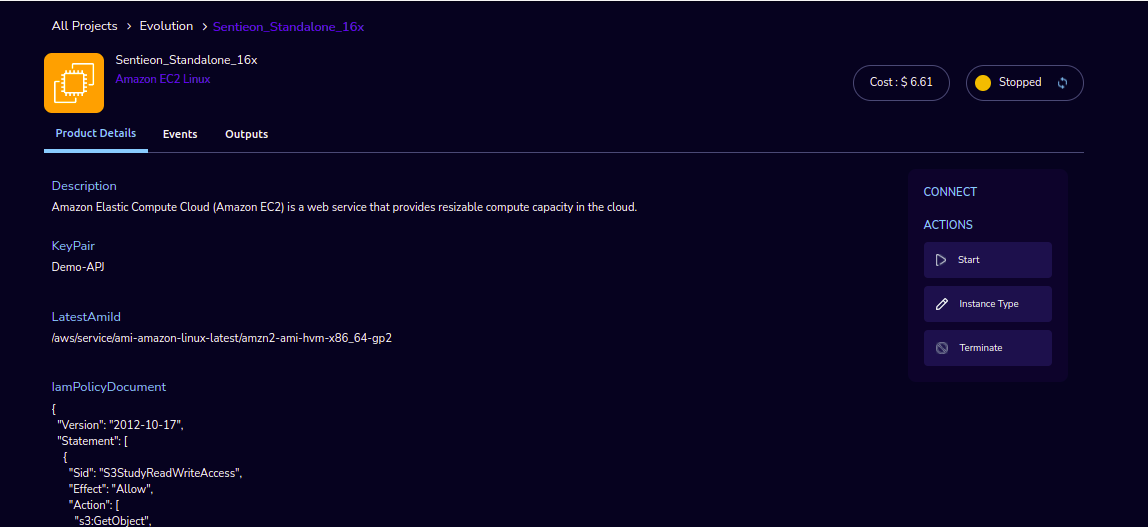 All Projects > Evolution > Sentieon_Standalone_16x
Sentieon_Standalone_16x
Amazon EC2 Linux
Cost : $ 6.61
Stopped
Product Details
Events
Outputs
Description
Amazon Elastic Compute Cloud (Amazon EC2) is a web service that provides resizable compute capacity in the cloud.
KeyPair
Demo-APJ
LatestAmiId
/aws/service/ami-amazon-linux-latest/amzn2-ami-hvm-x86_64-gp2
IamPolicyDocument
{
"Version": "2012-10-17",
"Statement": [
{
"Sid": "S3StudyReadWriteAccess",
"Effect": "Allow",
"Action": [
"s3:GetObject",
CONNECT
ACTIONS
Start
Instance Type
Terminate